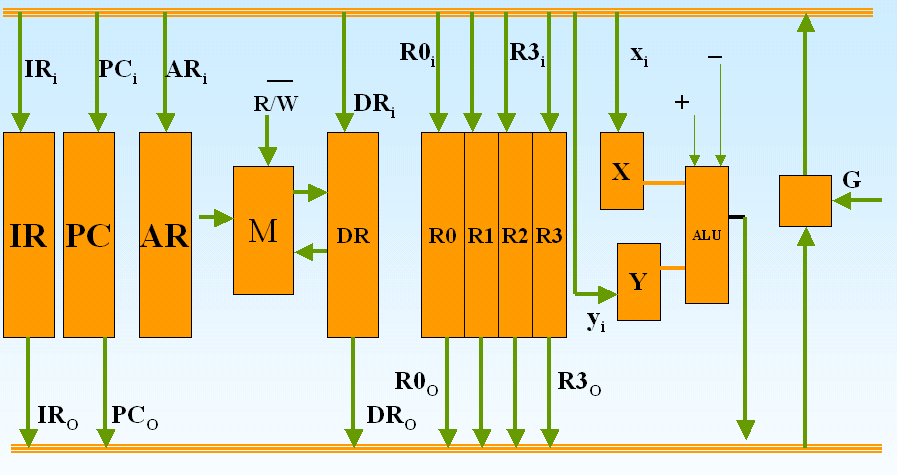 IRi
PCi
ARi
R/W̅
DRi
R0i
R3i
xi
+
−
IR
PC
AR
M
DR
R0
R1
R2
R3
X
Y
ALU
G
yi
IRO
PCO
DRO
R0O
R3O